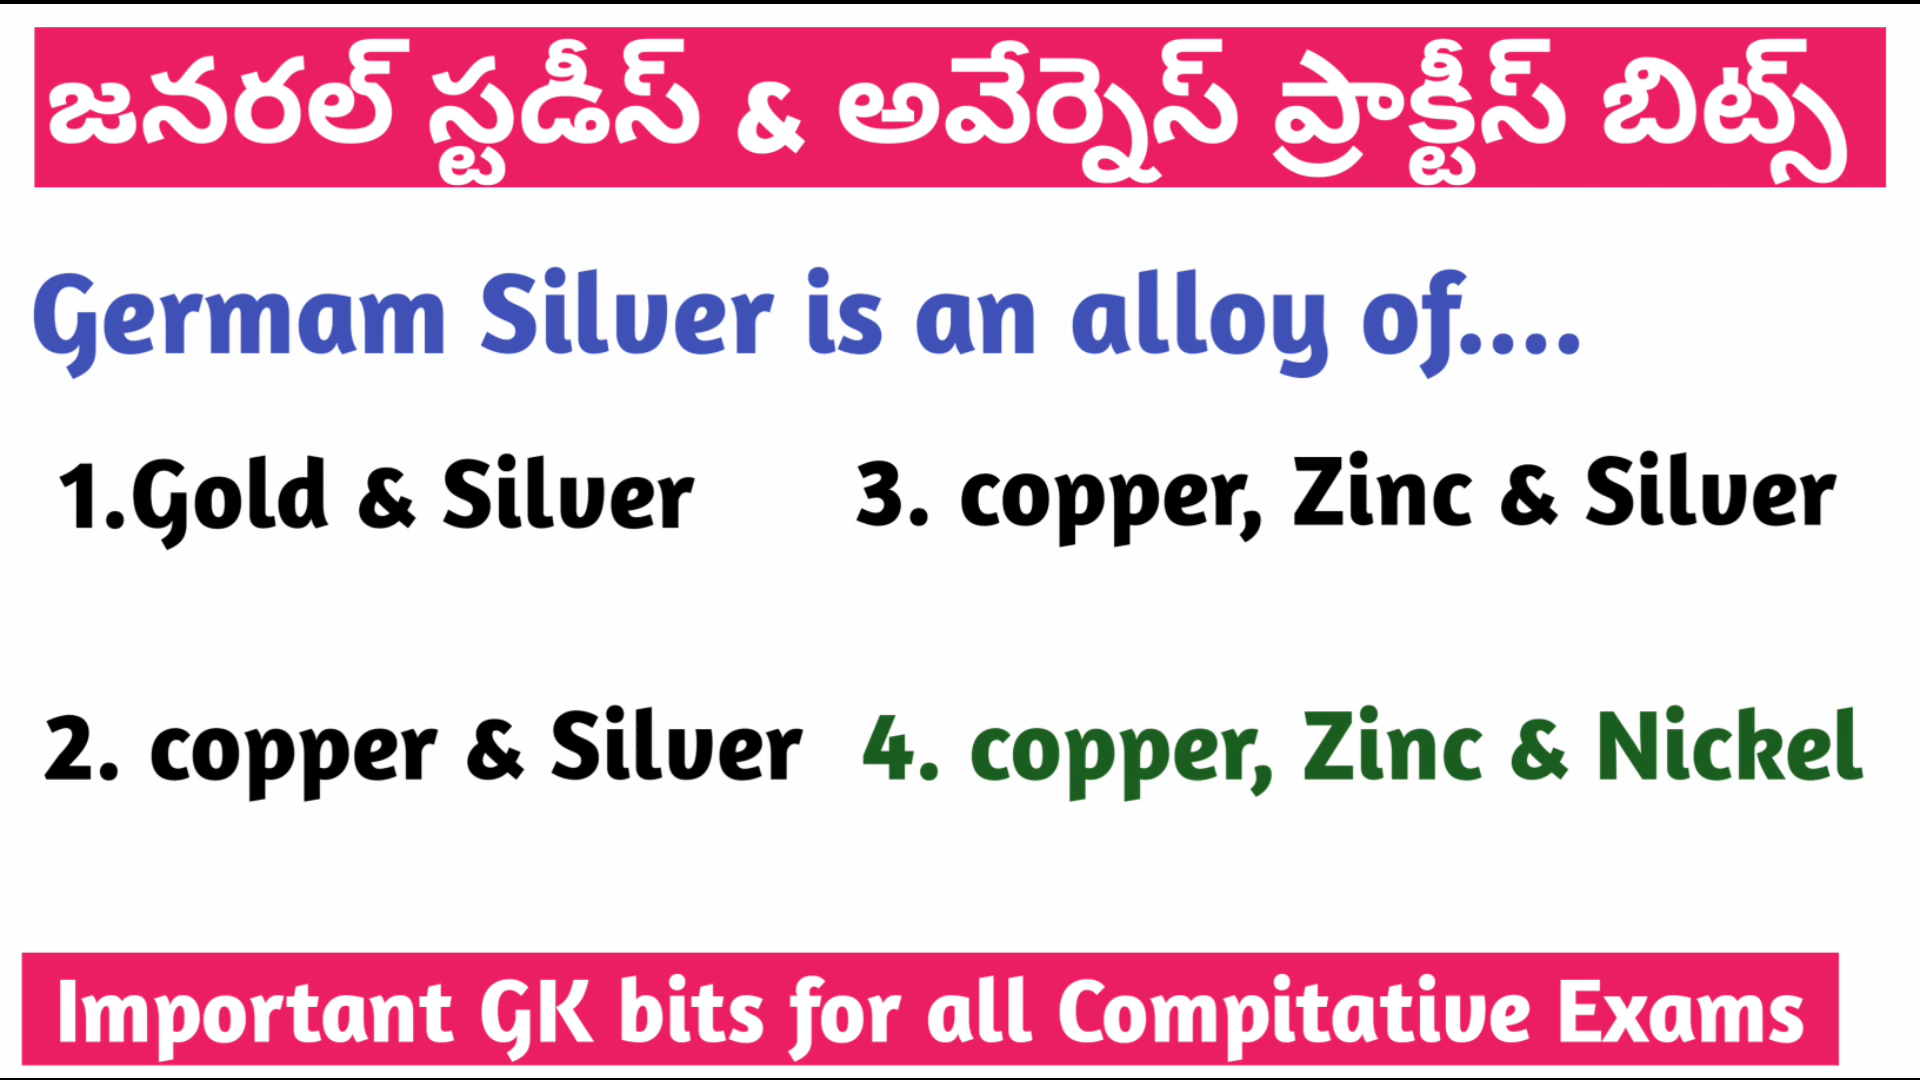 జనరల్ స్టడీస్ & అవేర్నెస్ ప్రాక్టీస్ బిట్స్
Germam Silver is an alloy of....
1.Gold & Silver
3. copper, Zinc & Silver
2. copper & Silver
4. copper, Zinc & Nickel
Important GK bits for all Compitative Exams